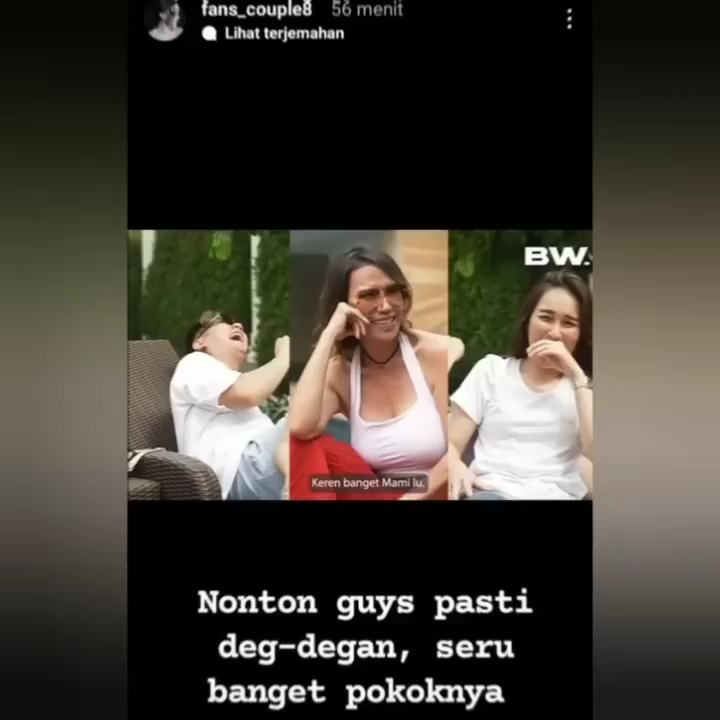 fans_couple8 56 menit
Lihat terjemahan
BW.
Keren banget Mami lu.
Nonton guys pasti
deg-degan, seru
banget pokoknya